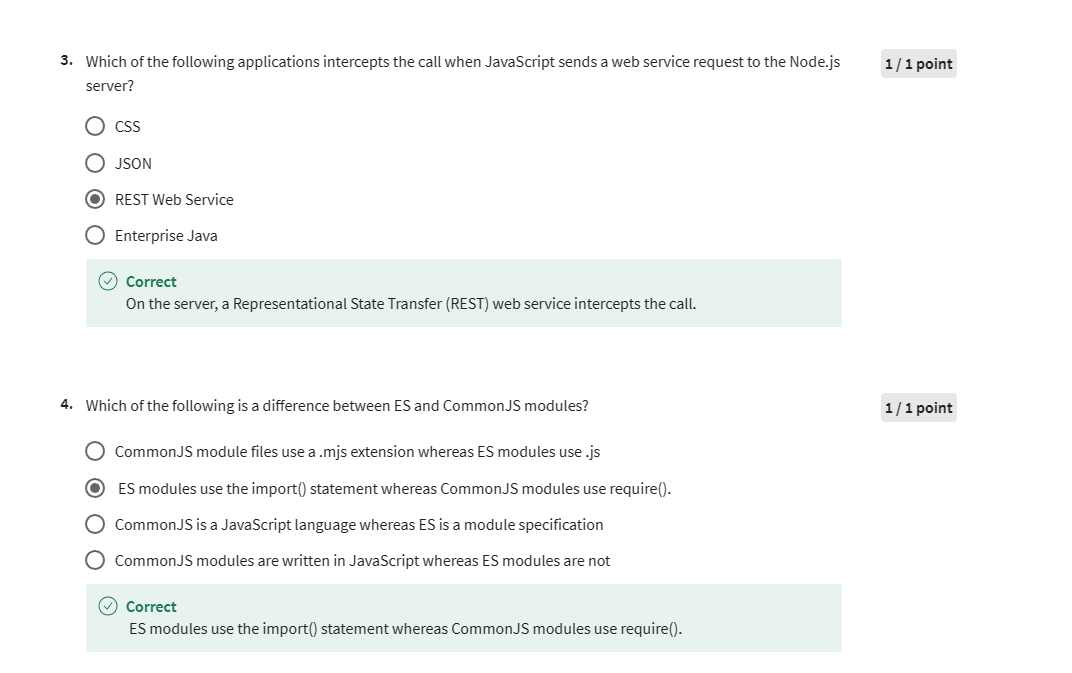 3. Which of the following applications intercepts the call when JavaScript sends a web service request to the Node.js
server?
1 / 1 point
CSS
JSON
REST Web Service
Enterprise Java
Correct
On the server, a Representational State Transfer (REST) web service intercepts the call.
4. Which of the following is a difference between ES and CommonJS modules?
1 / 1 point
CommonJS module files use a .mjs extension whereas ES modules use .js
ES modules use the import() statement whereas CommonJS modules use require().
CommonJS is a JavaScript language whereas ES is a module specification
CommonJS modules are written in JavaScript whereas ES modules are not
Correct
ES modules use the import() statement whereas CommonJS modules use require().